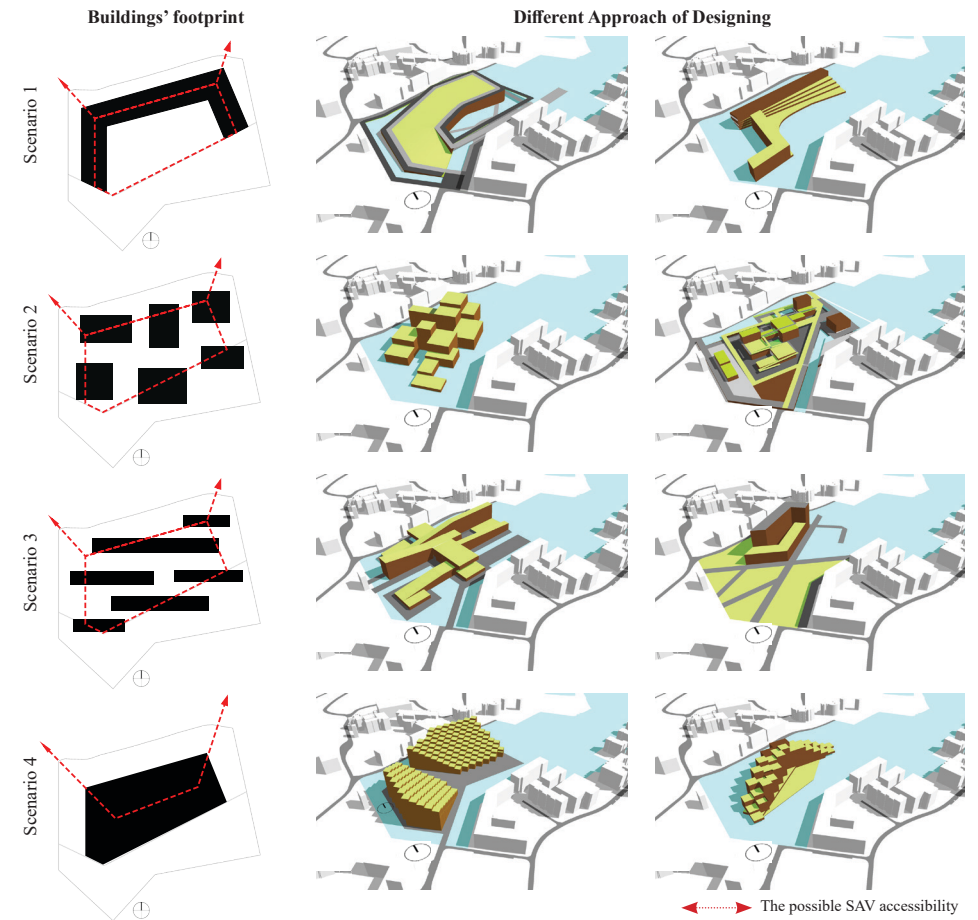 Buildings' footprint
Different Approach of Designing
Scenario 1
Scenario 2
Scenario 3
Scenario 4
The possible SAV accessibility